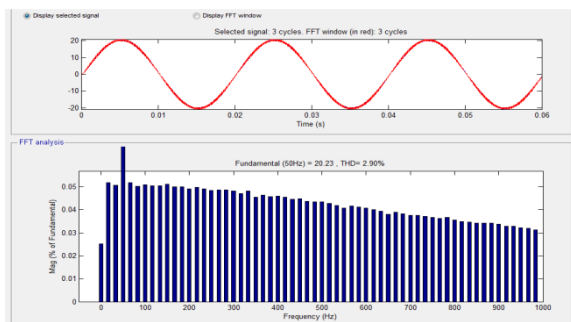 Display selected signal Display FFT window
Selected signal: 3 cycles. FFT window (in red): 3 cycles
20
10
0
-10
-20
0 0.01 0.02 0.03 0.04 0.05 0.06
Time (s)
FFT analysis
Fundamental (50Hz) = 20.23 , THD= 2.90%
Mag (% of Fundamental)
0.05
0.04
0.03
0.02
0.01
0
0 100 200 300 400 500 600 700 800 900 1000
Frequency (Hz)